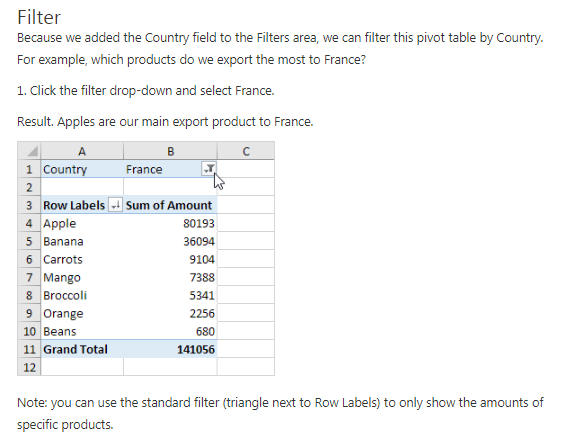 Filter
Because we added the Country field to the Filters area, we can filter this pivot table by Country.
For example, which products do we export the most to France?
1. Click the filter drop-down and select France.
Result. Apples are our main export product to France.
A B C
1 Country France
2
3 Row Labels Sum of Amount
4 Apple 80193
5 Banana 36094
6 Carrots 9104
7 Mango 7388
8 Broccoli 5341
9 Orange 2256
10 Beans 680
11 Grand Total 141056
12
Note: you can use the standard filter (triangle next to Row Labels) to only show the amounts of
specific products.